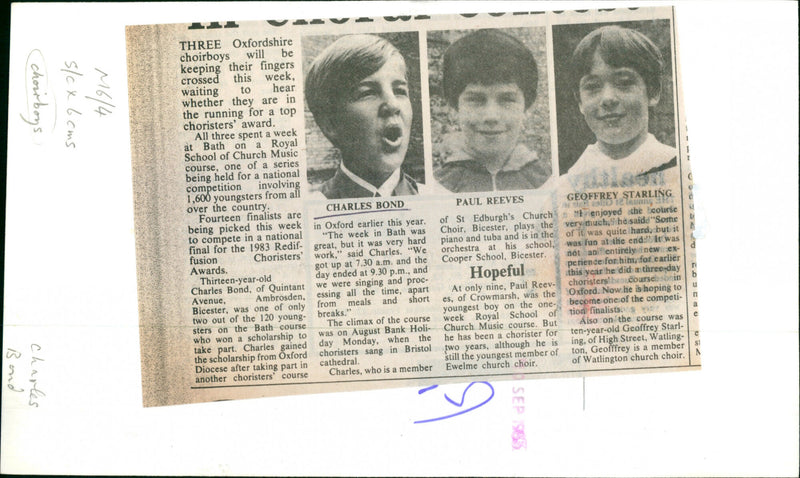 in choral contest
THREE Oxfordshire
choirboys will be
keeping their fingers
crossed this week,
waiting to hear
whether they are in
the running for a top
choristers' award.
All three spent a week
at Bath on a Royal
School of Church Music
course, one of a series
being held for a national
competition involving
1,600 youngsters from all
over the country.
Fourteen finalists are
being picked this week
to compete in a national
final for the 1983 Redif-
fusion Choristers'
Awards.
Thirteen-year-old
Charles Bond, of Quintant
Avenue, Ambrosden,
Bicester, was one of only
two out of the 120 young-
sters on the Bath course
who won a scholarship to
take part. Charles gained
the scholarship from Oxford
Diocese after taking part in
another choristers' course
CHARLES BOND
in Oxford earlier this year.
"The week in Bath was
great, but it was very hard
work," said Charles. "We
got up at 7.30 a.m. and the
day ended at 9.30 p.m., and
we were singing and proc-
essing all the time, apart
from meals and short
breaks."
The climax of the course
was on August Bank Holi-
day Monday, when the
choristers sang in Bristol
cathedral.
Charles, who is a member
PAUL REEVES
of St Edburgh's Church
Choir, Bicester, plays the
piano and tuba and is in the
orchestra at his school,
Cooper School, Bicester.
Hopeful
At only nine, Paul Reev-
es, of Crowmarsh, was the
youngest boy on the one-
week Royal School of
Church Music course. But
he has been a chorister for
two years, although he is
still the youngest member of
Ewelme church choir.
GEOFFREY STARLING
"I enjoyed the course
very much," he said. "Some
of it was quite hard, but it
was fun at the end." It was
not an entirely new ex-
perience for him, for earlier
this year he did a three-day
choristers' course in
Oxford. Now he is hoping to
become one of the competi-
tion finalists.
Also on the course was
ten-year-old Geoffrey Starl-
ing, of High Street, Watling-
ton, Geofffrey is a member
of Watlington church choir.
N6/4
S/C x 6 cms
choirboys
Charles
Bond
SEP 1983